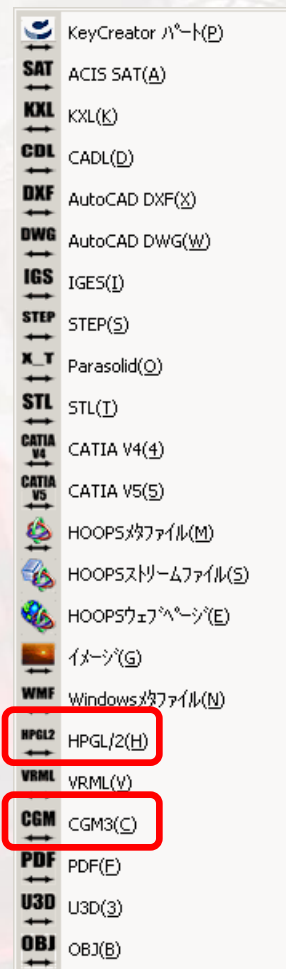 KeyCreator ﾊﾟｰﾄ(P)
SAT ACIS SAT(A)
KXL KXL(K)
CDL CADL(D)
DXF AutoCAD DXF(X)
DWG AutoCAD DWG(W)
IGS IGES(I)
STEP STEP(S)
X_T Parasolid(O)
STL STL(T)
CATIA V4 CATIA V4(4)
CATIA V5 CATIA V5(5)
HOOPSﾒﾀﾌｧｲﾙ(M)
HOOPSｽﾄﾘｰﾑﾌｧｲﾙ(S)
HOOPSｳｪﾌﾞﾍﾟｰｼﾞ(E)
ｲﾒｰｼﾞ(G)
WMF Windowsﾒﾀﾌｧｲﾙ(N)
HPGL2 HPGL/2(H)
VRML VRML(V)
CGM CGM3(C)
PDF PDF(F)
U3D U3D(3)
OBJ OBJ(B)